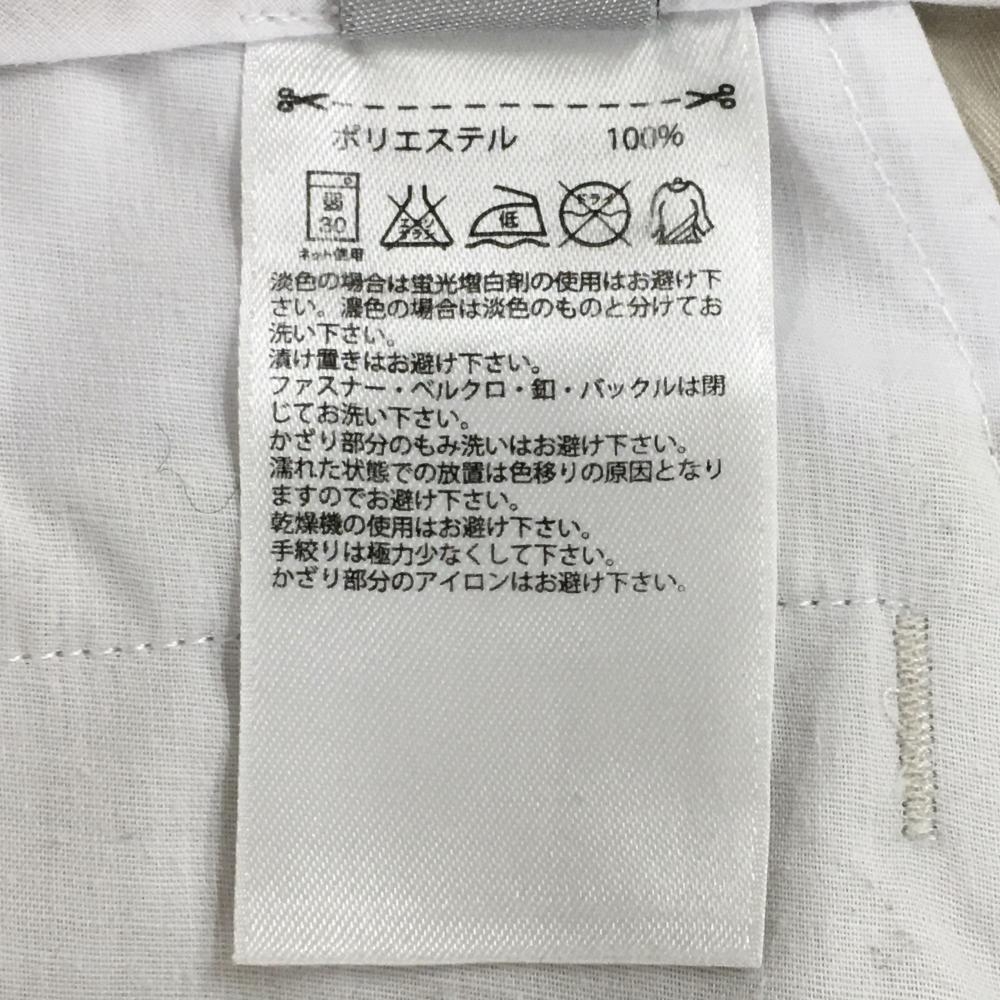 ポリエステル 100%
弱
30
ネット使用
エンソ
サラシ
低
ドライ
淡色の場合は蛍光増白剤の使用はお避け下
さい。濃色の場合は淡色のものと分けてお
洗い下さい。
漬け置きはお避け下さい。
ファスナー・ベルクロ・釦・バックルは閉
じてお洗い下さい。
かざり部分のもみ洗いはお避け下さい。
濡れた状態での放置は色移りの原因となり
ますのでお避け下さい。
乾燥機の使用はお避け下さい。
手絞りは極力少なくして下さい。
かざり部分のアイロンはお避け下さい。